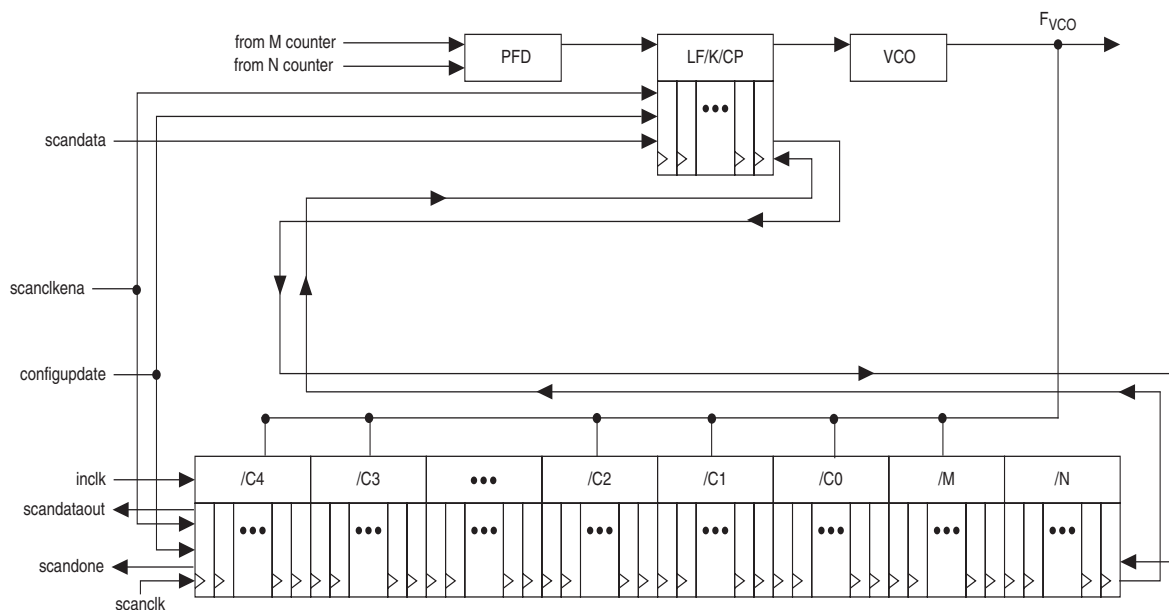 F_VCO
from M counter
from N counter
PFD
LF/K/CP
VCO
•••
scandata
scanclkena
configupdate
inclk
/C4
/C3
•••
/C2
/C1
/C0
/M
/N
scandataout
•••
•••
•••
•••
•••
•••
•••
•••
scandone
scanclk